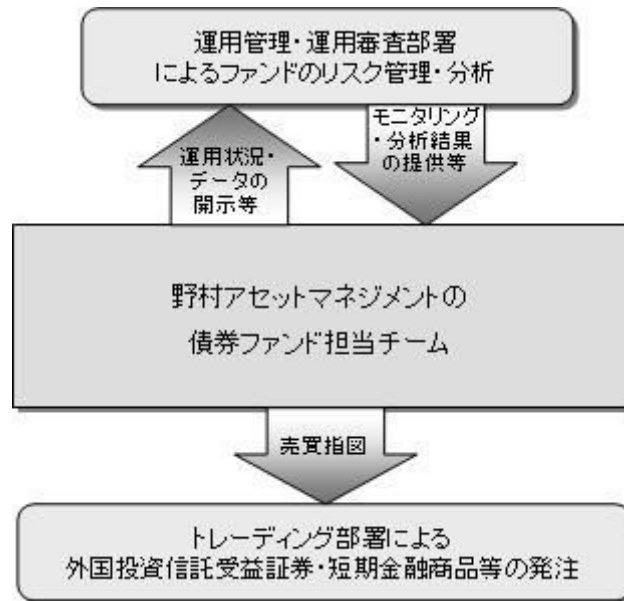 運用管理・運用審査部署
によるファンドのリスク管理・分析
運用状況・
データの
開示等
モニタリング
・分析結果
の提供等
野村アセットマネジメントの
債券ファンド担当チーム
売買指図
トレーディング部署による
外国投資信託受益証券・短期金融商品等の発注